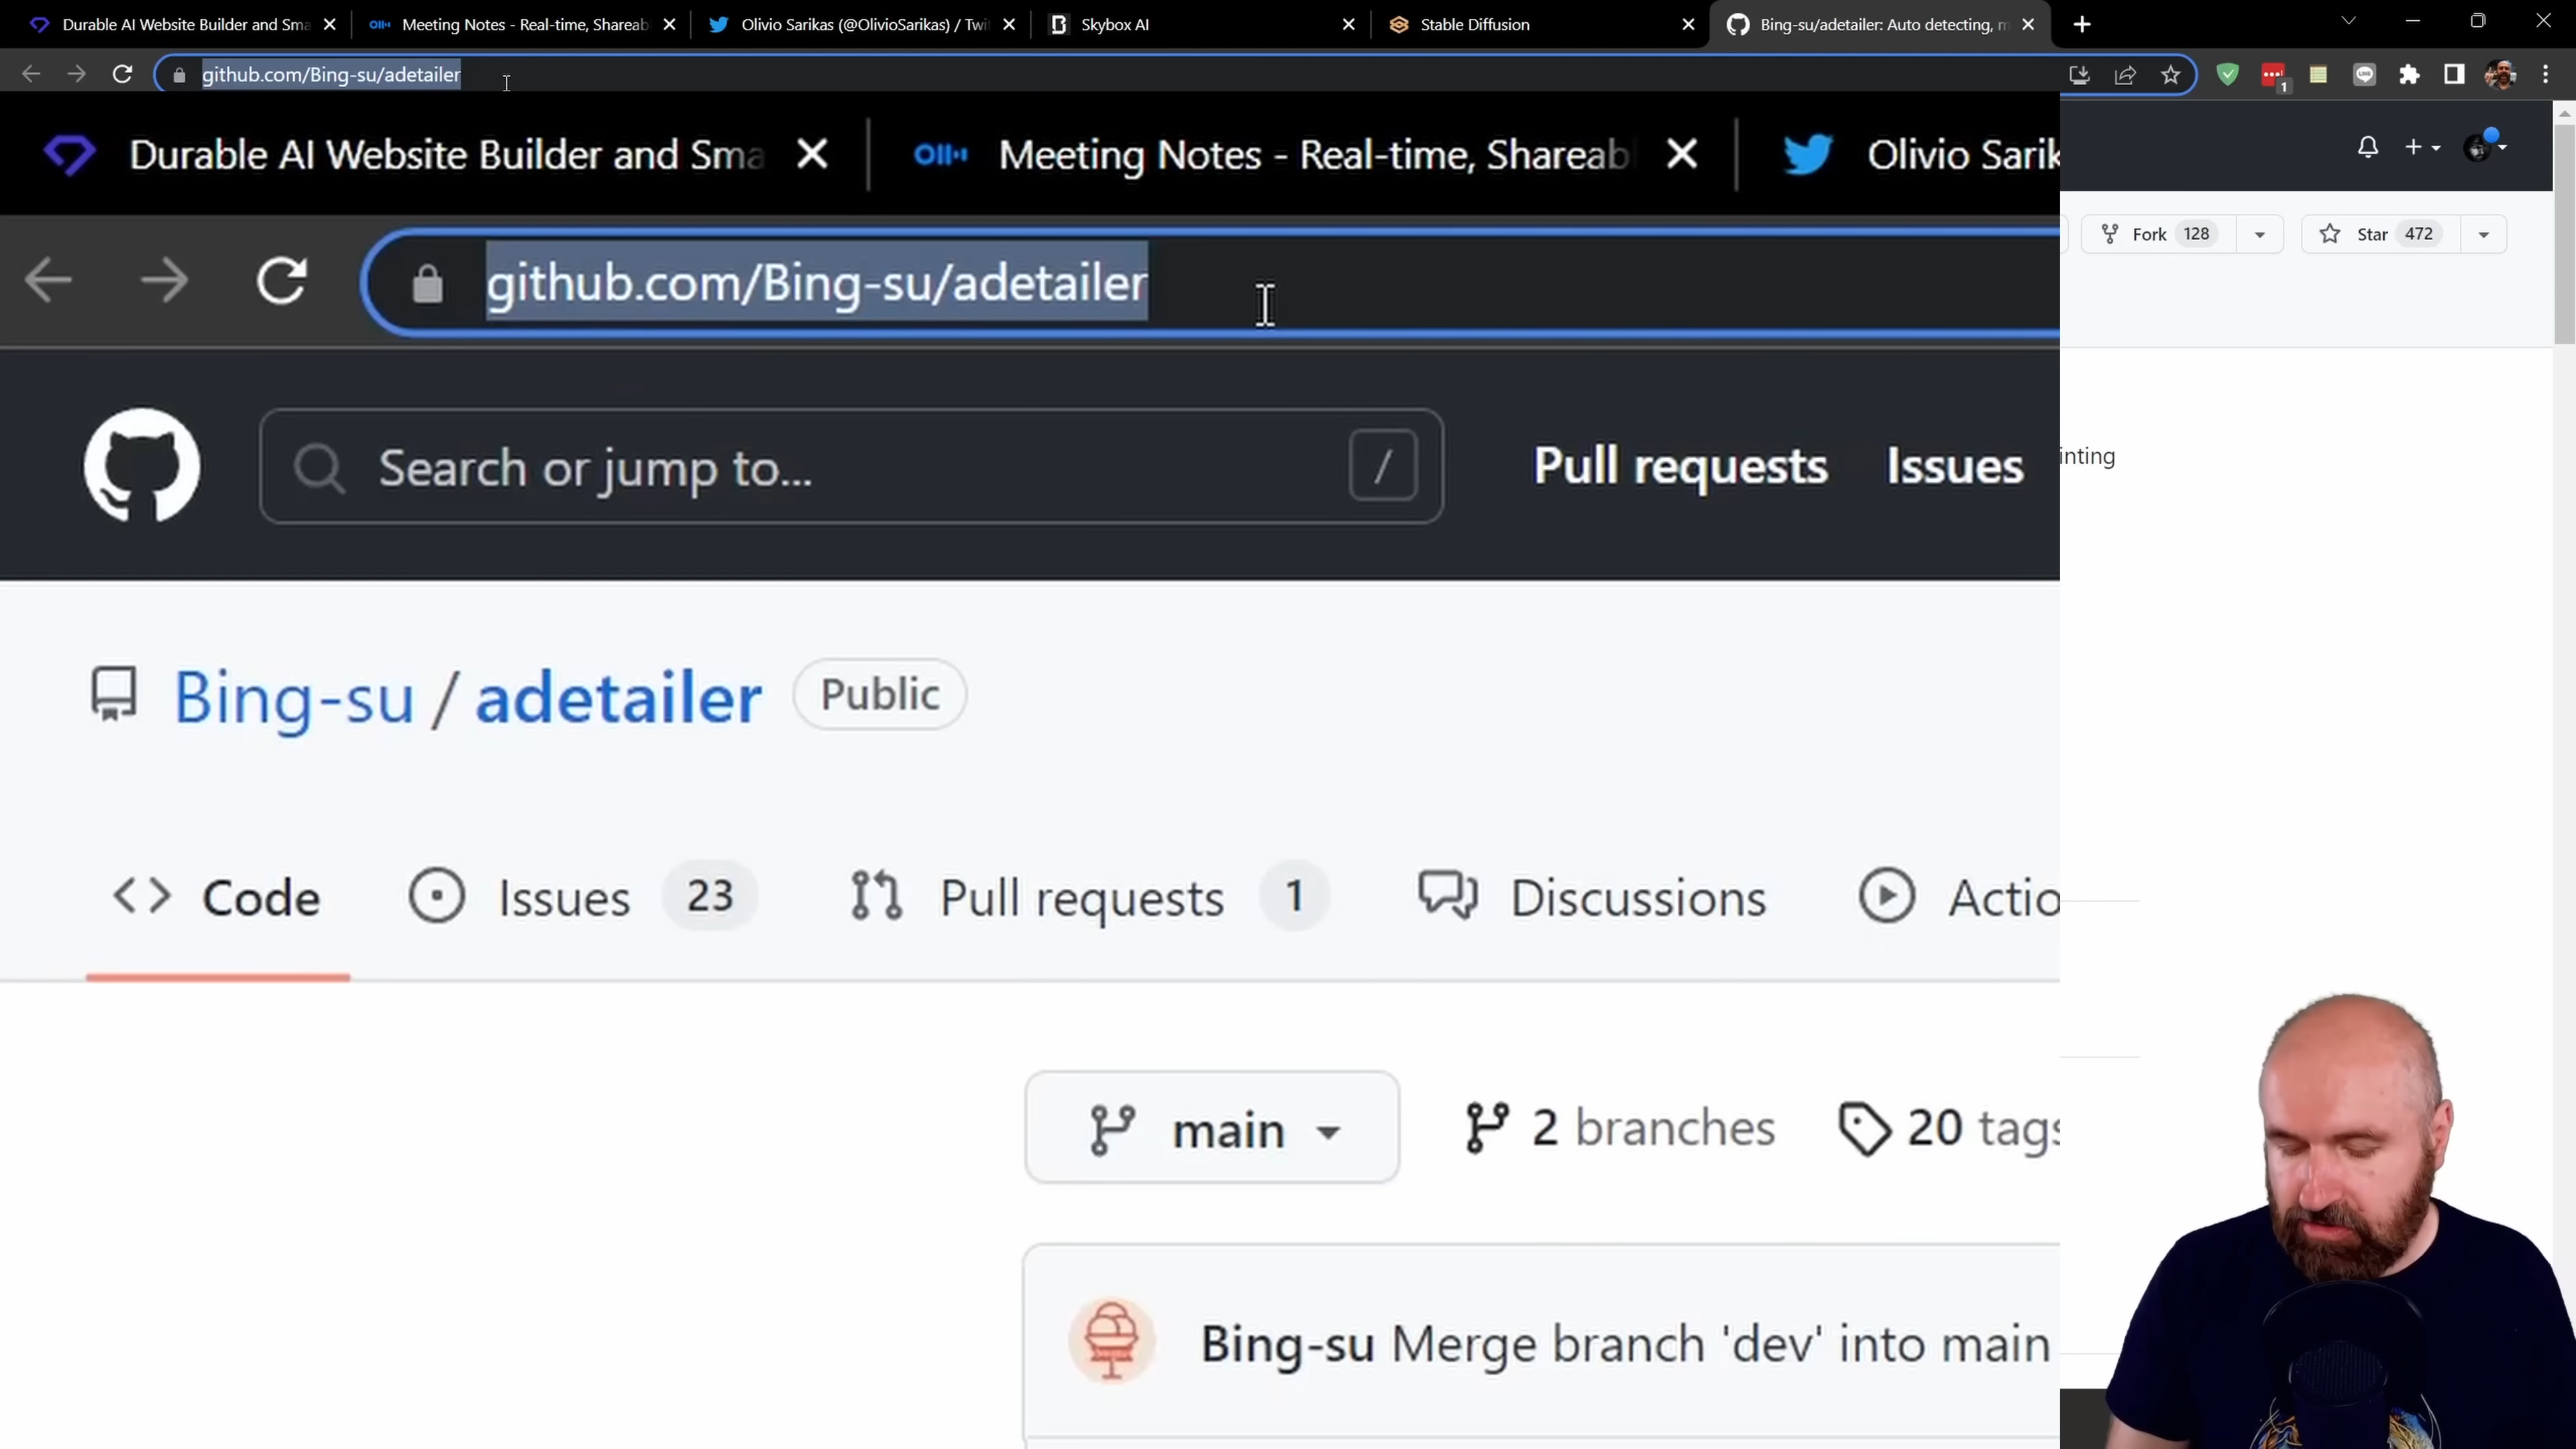 Durable AI Website Builder and Sma
Meeting Notes - Real-time, Shareab
Olivio Sarikas (@OlivioSarikas) / Twi
Skybox AI
Stable Diffusion
Bing-su/adetailer: Auto detecting, m
github.com/Bing-su/adetailer
1
Durable AI Website Builder and Sma
Meeting Notes - Real-time, Shareab
Olivio Sarik
github.com/Bing-su/adetailer
Search or jump to... /
Pull requests
Issues
Fork 128
Star 472
inting
Bing-su / adetailer Public
Code
Issues 23
Pull requests 1
Discussions
Actio
main
2 branches
20 tags
Bing-su Merge branch 'dev' into main